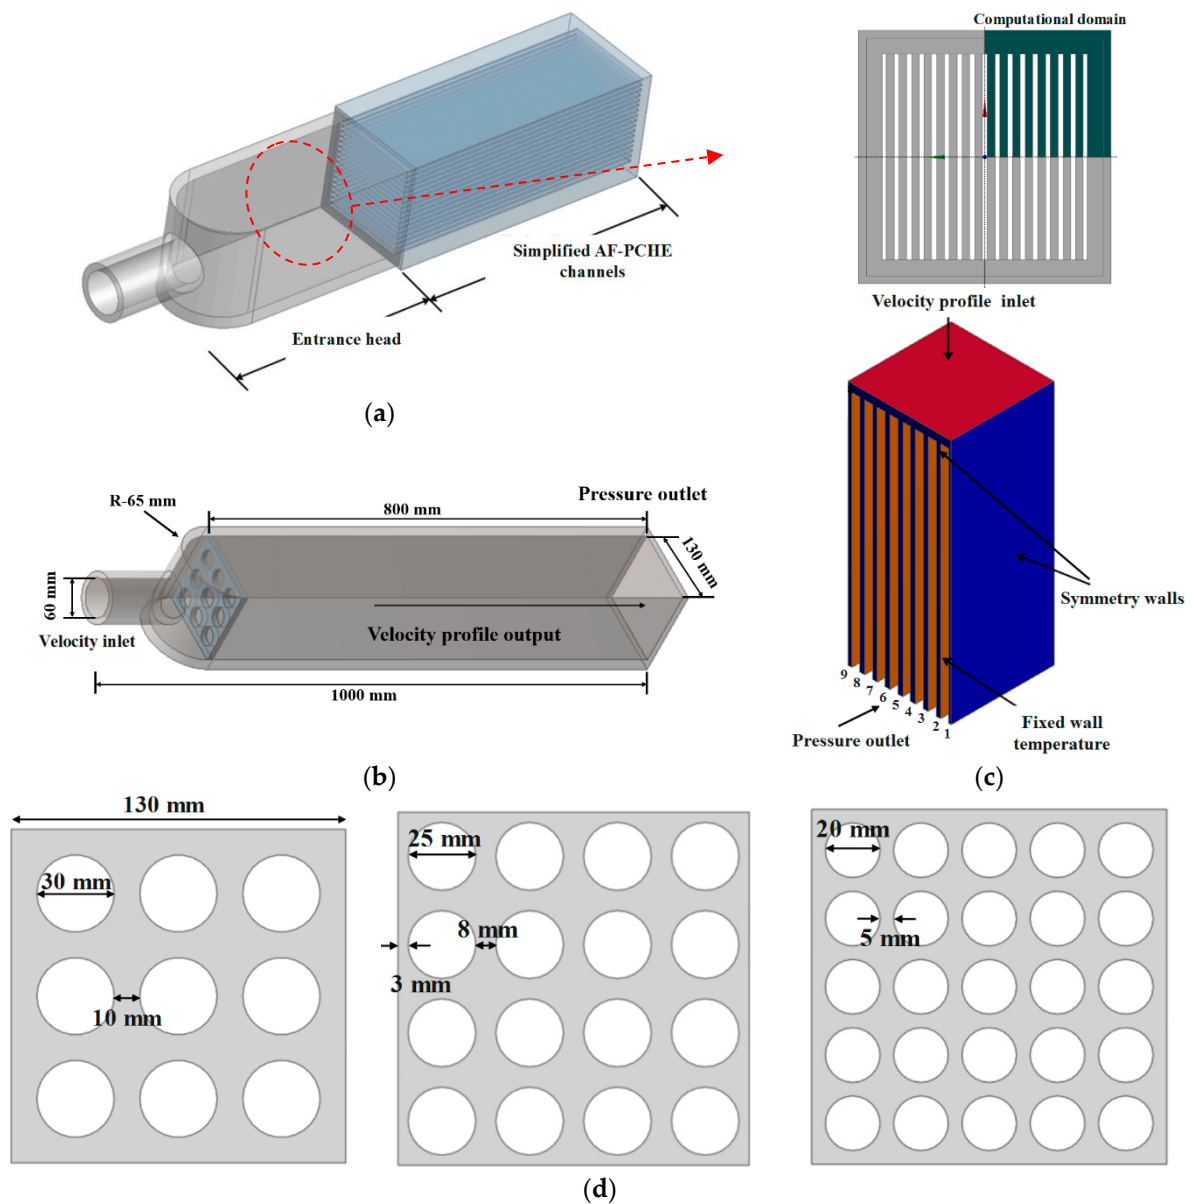 Computational domain
Simplified AF-PCHE
channels
Entrance head
(a)
Velocity profile inlet
Symmetry walls
Fixed wall
temperature
Pressure outlet
9
8
7
6
5
4
3
2
1
(c)
R-65 mm
800 mm
Pressure outlet
130 mm
60 mm
Velocity inlet
Velocity profile output
1000 mm
(b)
130 mm
30 mm
10 mm
25 mm
8 mm
3 mm
20 mm
5 mm
(d)